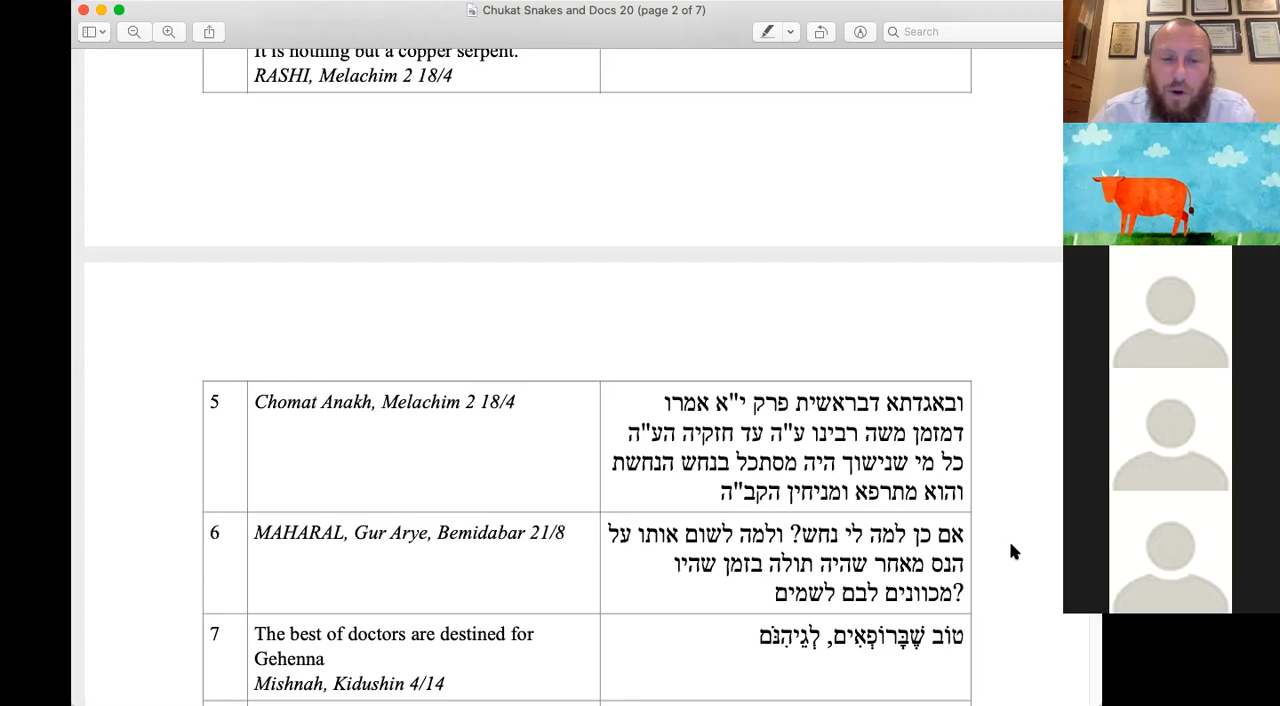 Chukat Snakes and Docs 20 (page 2 of 7)
Search
It is nothing but a copper serpent.
RASHI, Melachim 2 18/4
5
Chomat Anakh, Melachim 2 18/4
ובאגדתא דבראשית פרק י"א אמרו
דמזמן משה רבינו ע"ה עד חזקיה הע"ה
כל מי שנישוך היה מסתכל בנחש הנחשת
והוא מתרפא ומניחין הקב"ה
6
MAHARAL, Gur Arye, Bemidabar 21/8
אם כן למה לי נחש? ולמה לשום אותו על
הנס מאחר שהיה תולה בזמן שהיו
?מכוונים לבם לשמים
7
The best of doctors are destined for
Gehenna
Mishnah, Kidushin 4/14
טוֹב שֶׁבָּרוֹפְאִים, לְגֵיהִנֹּם